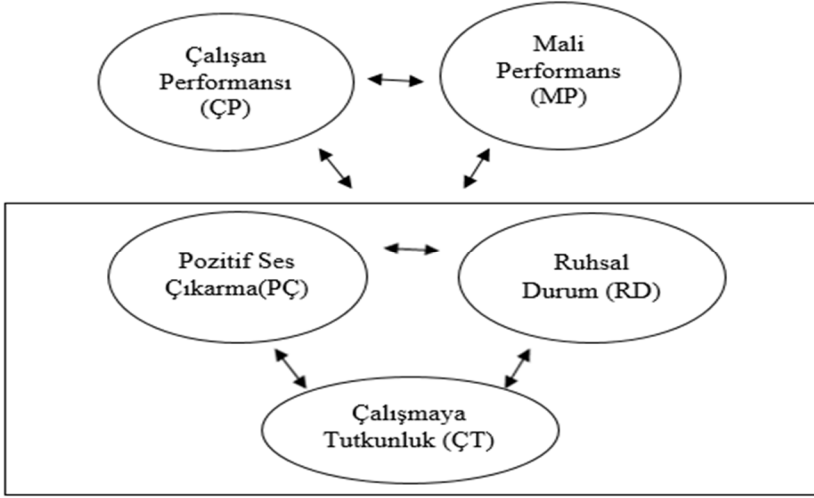 Çalışan
Performansı
(ÇP)
Mali
Performans
(MP)
Pozitif Ses
Çıkarma(PÇ)
Ruhsal
Durum (RD)
Çalışmaya
Tutkunluk (ÇT)